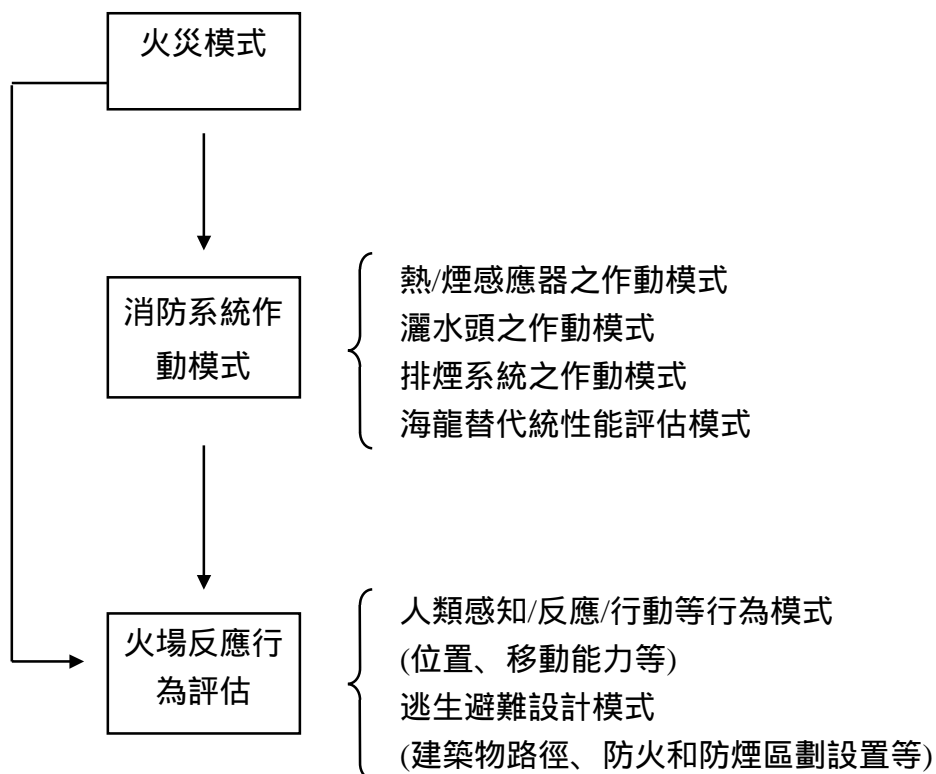 火災模式
消防系統作
動模式
熱/煙感應器之作動模式
灑水頭之作動模式
排煙系統之作動模式
海龍替代統性能評估模式
火場反應行
為評估
人類感知/反應/行動等行為模式
(位置、移動能力等)
逃生避難設計模式
(建築物路徑、防火和防煙區劃設置等)